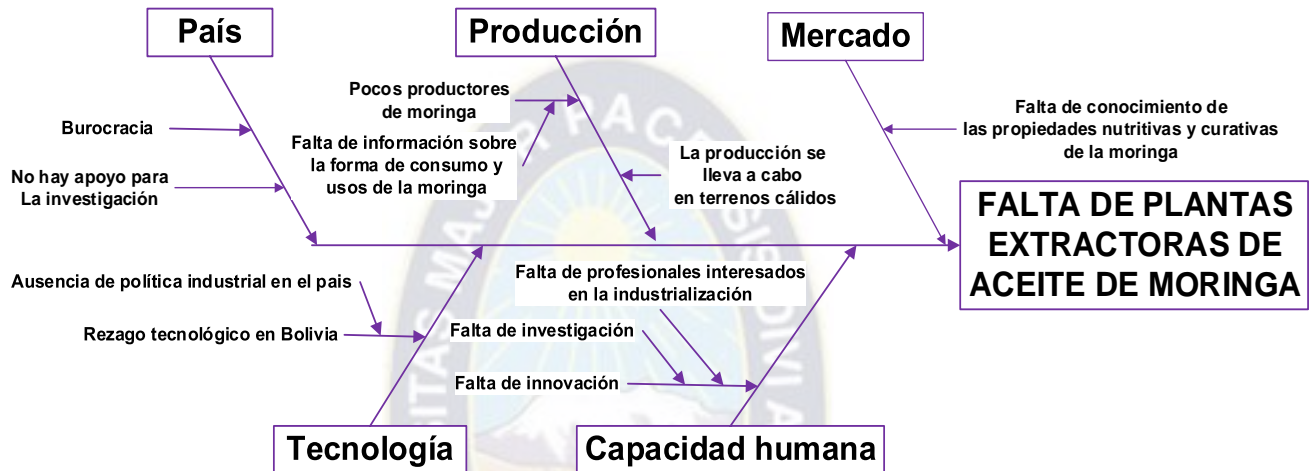 País
Producción
Mercado
Pocos productores
de moringa
Falta de conocimiento de
las propiedades nutritivas y curativas
de la moringa
Burocracia
Falta de información sobre
la forma de consumo y
usos de la moringa
La producción se
lleva a cabo
en terrenos cálidos
No hay apoyo para
La investigación
FALTA DE PLANTAS
EXTRACTORAS DE
ACEITE DE MORINGA
Ausencia de política industrial en el pais
Falta de profesionales interesados
en la industrialización
Rezago tecnológico en Bolivia
Falta de investigación
Falta de innovación
Tecnología
Capacidad humana